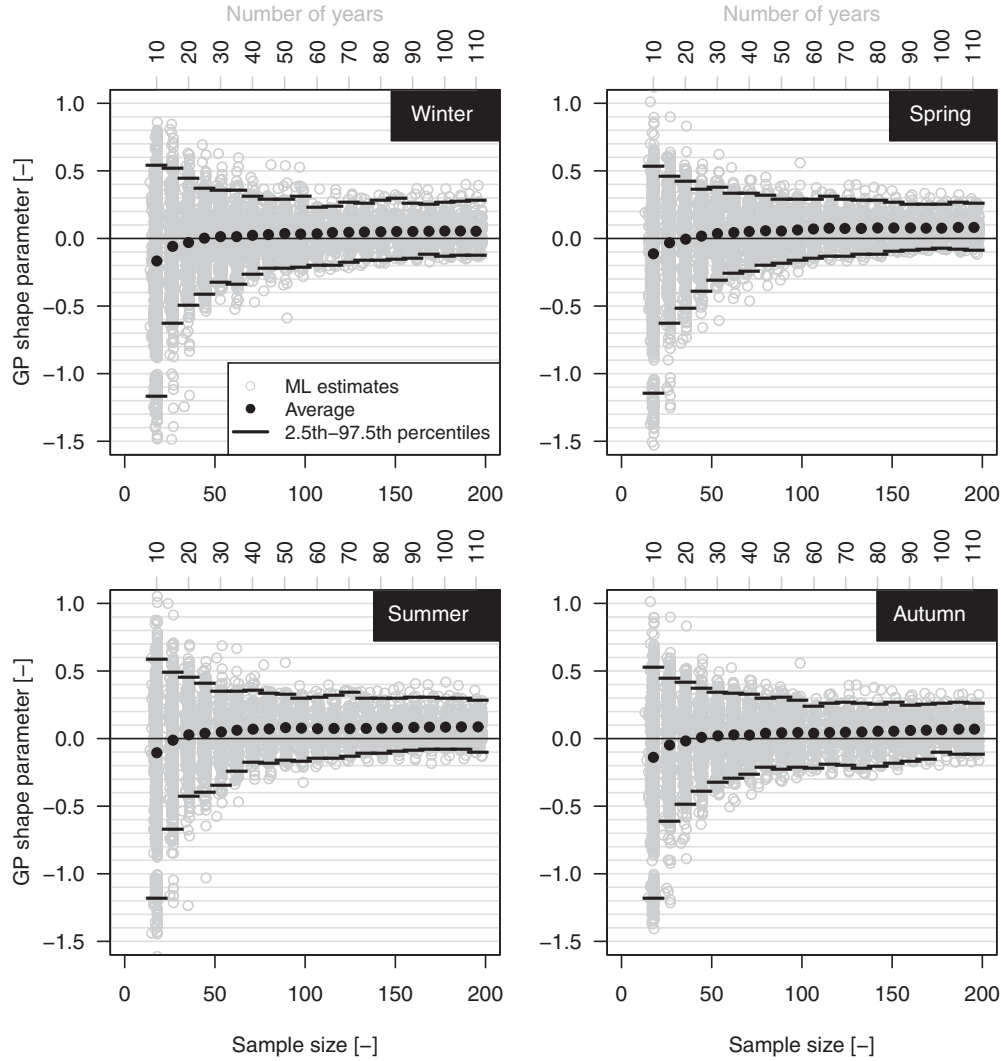 Number of years
Number of years
10 20 30 40 50 60 70 80 90 100 110
10 20 30 40 50 60 70 80 90 100 110
Winter
Spring
GP shape parameter [−]
1.0
0.5
0.0
−0.5
−1.0
−1.5
1.0
0.5
0.0
−0.5
−1.0
−1.5
ML estimates
Average
2.5th−97.5th percentiles
0 50 100 150 200
0 50 100 150 200
10 20 30 40 50 60 70 80 90 100 110
10 20 30 40 50 60 70 80 90 100 110
Summer
Autumn
GP shape parameter [−]
1.0
0.5
0.0
−0.5
−1.0
−1.5
1.0
0.5
0.0
−0.5
−1.0
−1.5
0 50 100 150 200
0 50 100 150 200
Sample size [−]
Sample size [−]